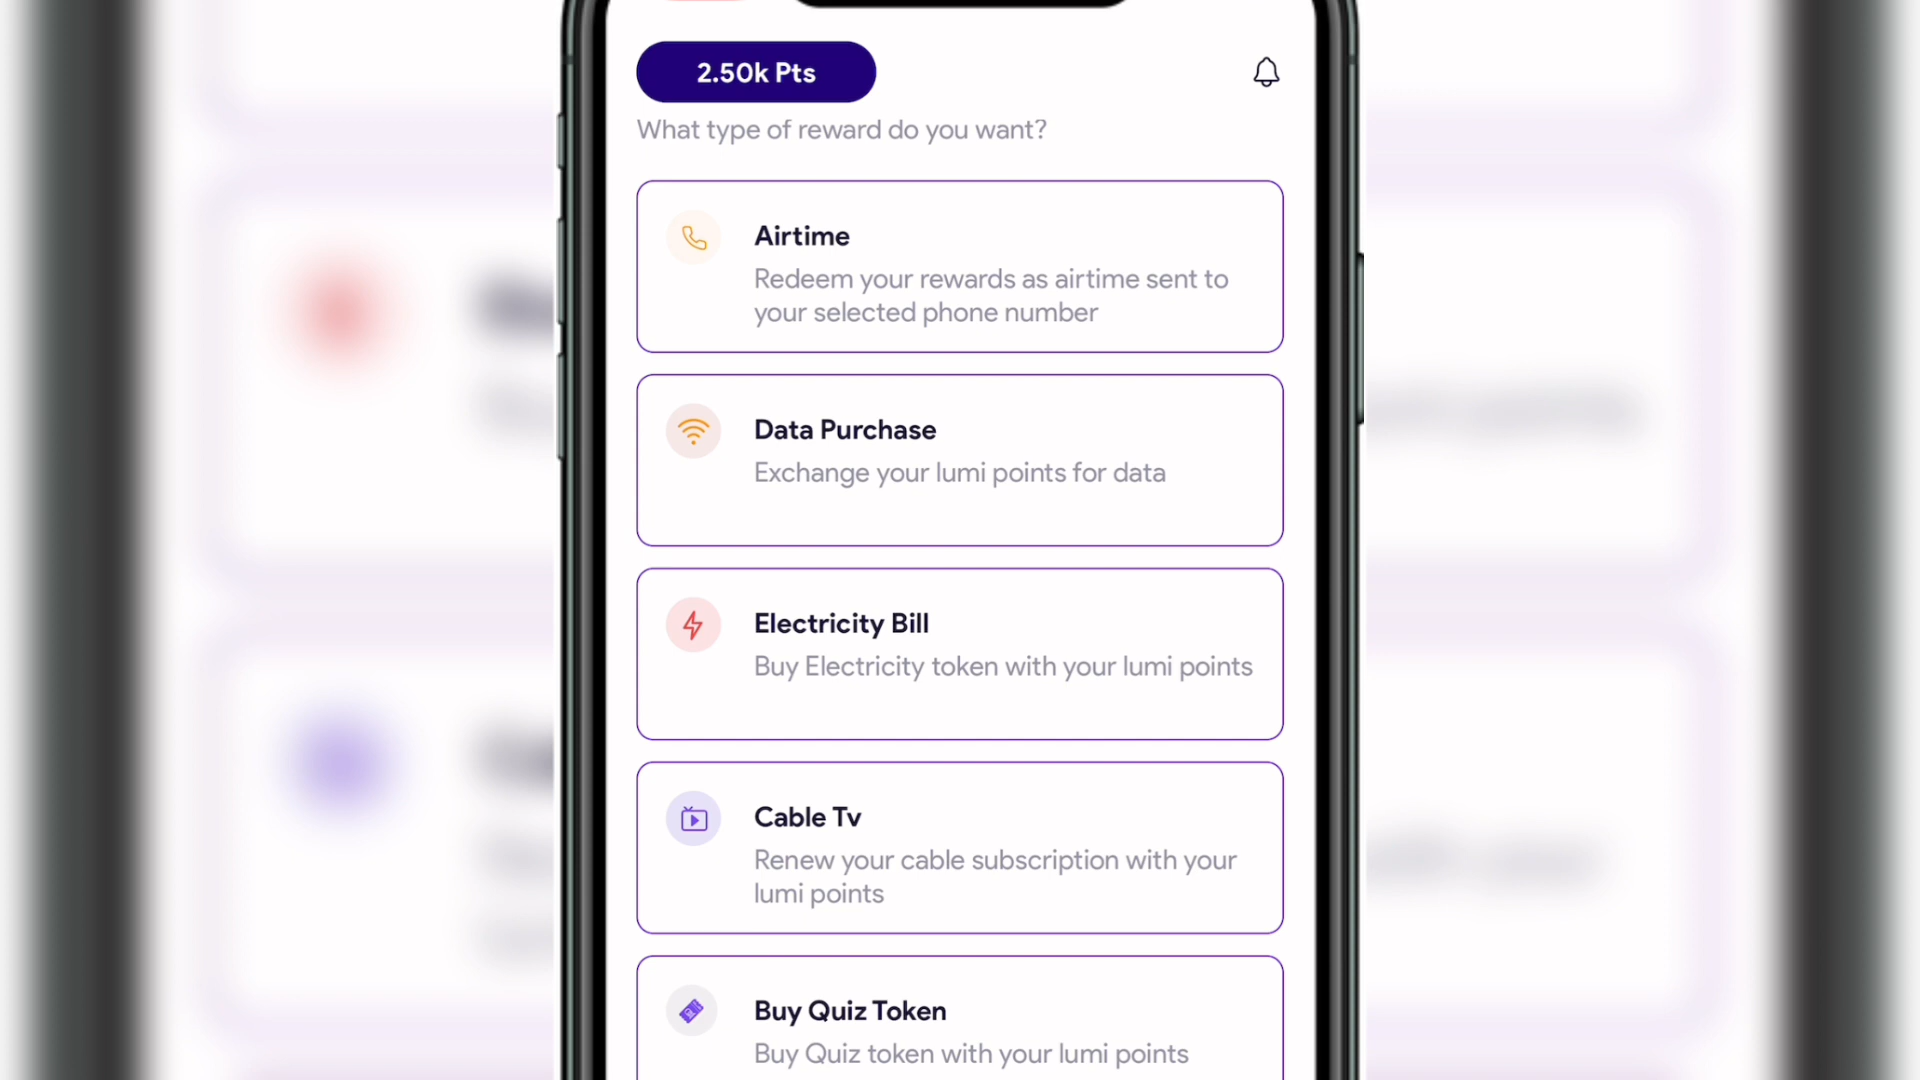 2.50k Pts
What type of reward do you want?
Airtime
Redeem your rewards as airtime sent to
your selected phone number
Data Purchase
Exchange your lumi points for data
Electricity Bill
Buy Electricity token with your lumi points
Cable Tv
Renew your cable subscription with your
lumi points
Buy Quiz Token
Buy Quiz token with your lumi points